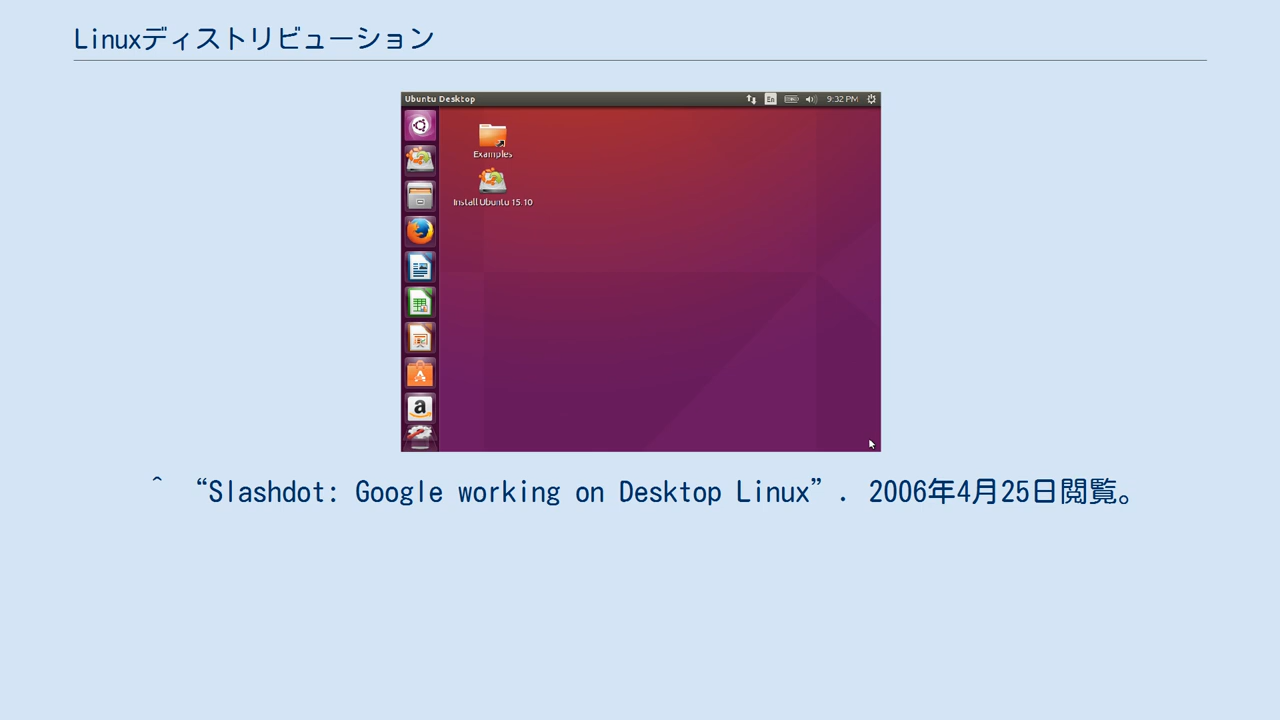 Linuxディストリビューション
Ubuntu Desktop
En
9:32 PM
Examples
Install Ubuntu 15.10
^ “Slashdot: Google working on Desktop Linux”. 2006年4月25日閲覧。